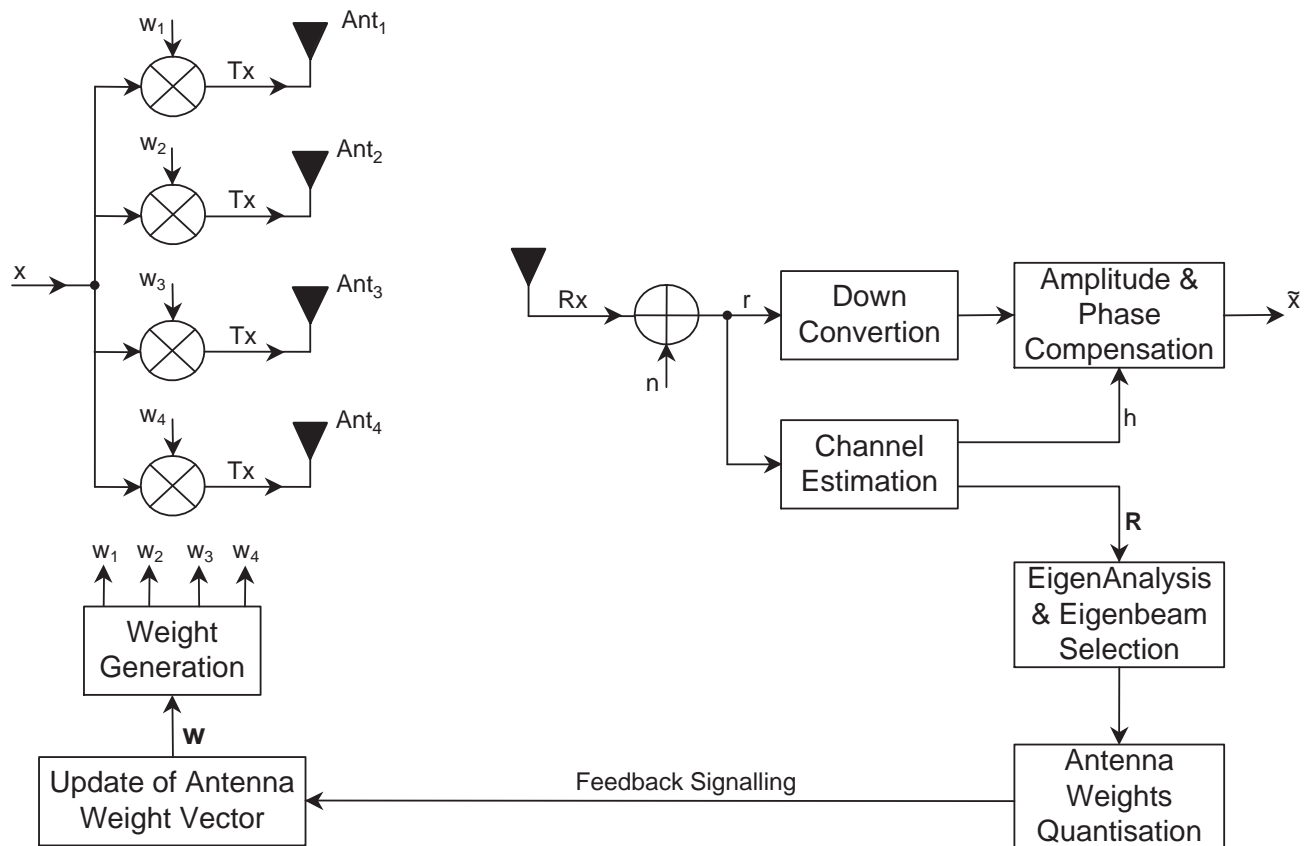 w₁
Tx
Ant₁
w₂
Tx
Ant₂
x
w₃
Tx
Ant₃
w₄
Tx
Ant₄
Rx
n
r
Down
Convertion
Amplitude &
Phase
Compensation
x̃
Channel
Estimation
h
R
EigenAnalysis
& Eigenbeam
Selection
Antenna
Weights
Quantisation
Feedback Signalling
w₁ w₂ w₃ w₄
Weight
Generation
w
Update of Antenna
Weight Vector